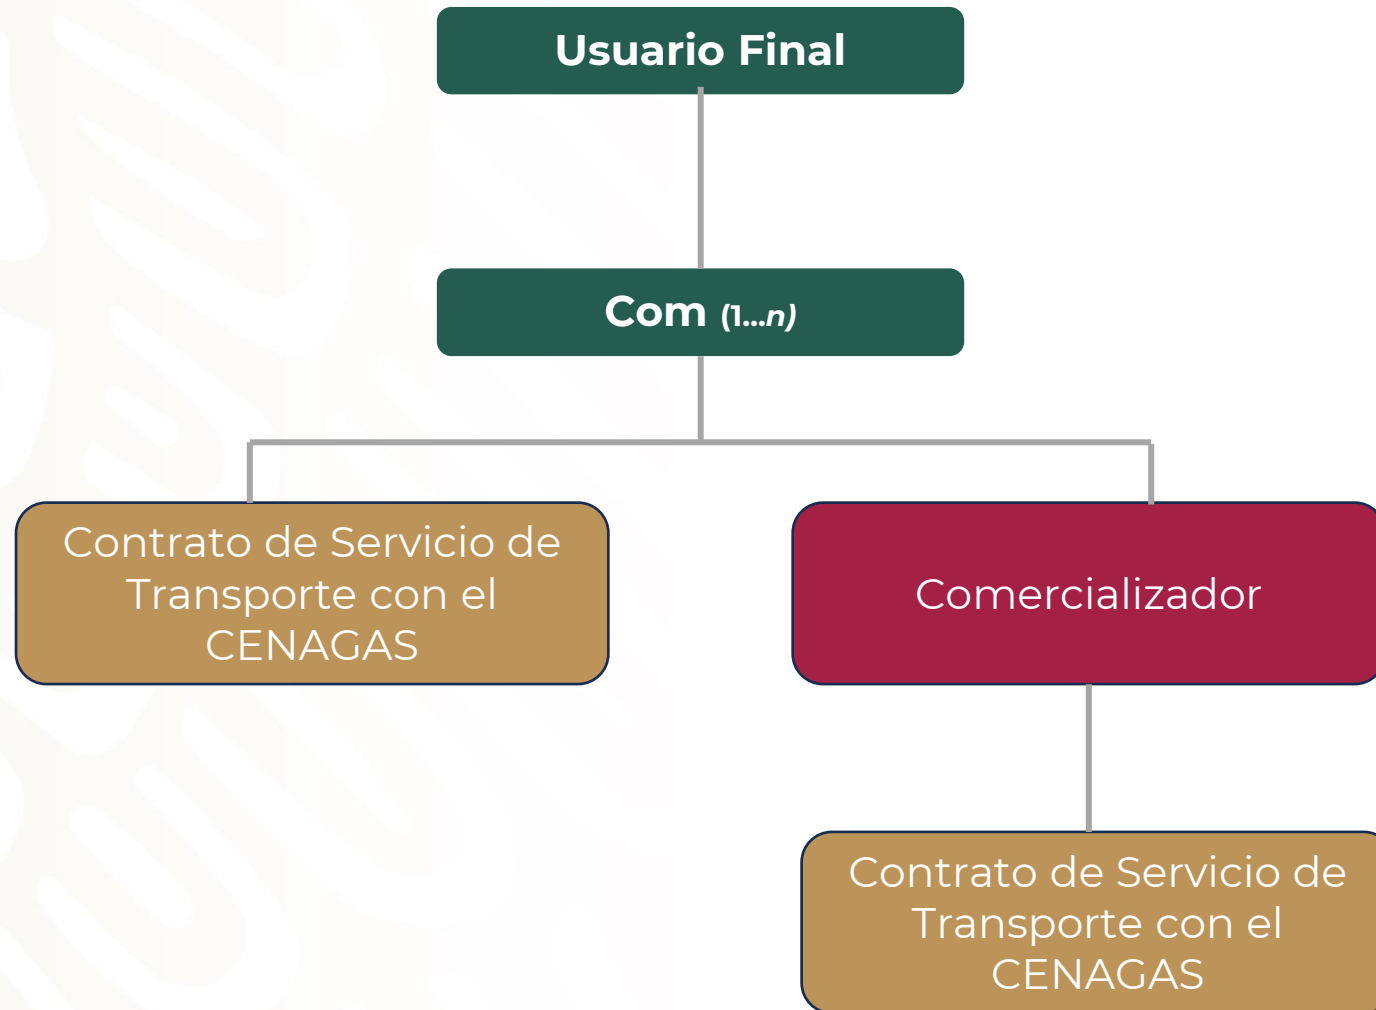 Usuario Final
Com (1...n)
Contrato de Servicio de
Transporte con el
CENAGAS
Comercializador
Contrato de Servicio de
Transporte con el
CENAGAS